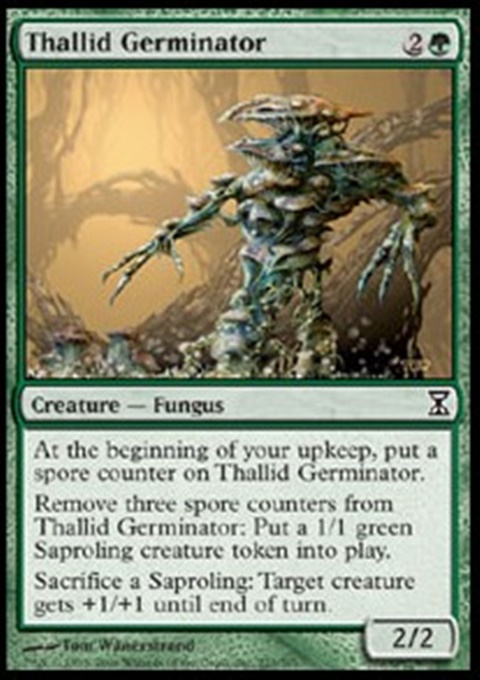 Thallid Germinator 2
Creature — Fungus
At the beginning of your upkeep, put a
spore counter on Thallid Germinator.
Remove three spore counters from
Thallid Germinator: Put a 1/1 green
Saproling creature token into play.
Sacrifice a Saproling: Target creature
gets +1/+1 until end of turn.
2/2
Tom Wänerstrand